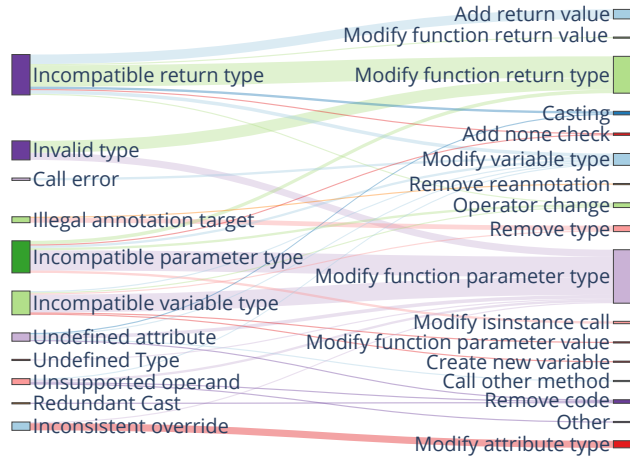 Incompatible return type
Invalid type
Call error
Illegal annotation target
Incompatible parameter type
Incompatible variable type
Undefined attribute
Undefined Type
Unsupported operand
Redundant Cast
Inconsistent override
Add return value
Modify function return value
Modify function return type
Casting
Add none check
Modify variable type
Remove reannotation
Operator change
Remove type
Modify function parameter type
Modify isinstance call
Modify function parameter value
Create new variable
Call other method
Remove code
Other
Modify attribute type